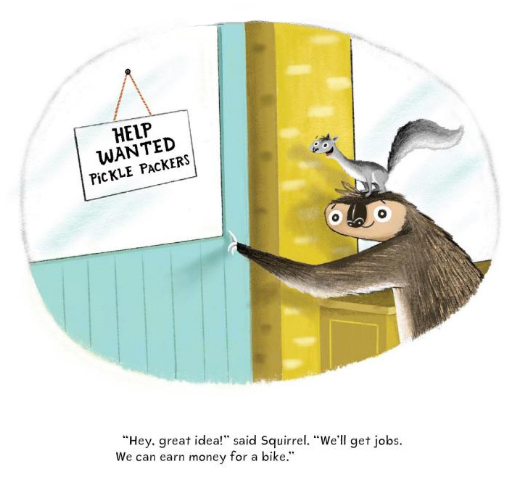 HELP
WANTED
PiCKLE PACKERS
“Hey, great idea!” said Squirrel. “We’ll get jobs.
We can earn money for a bike.”